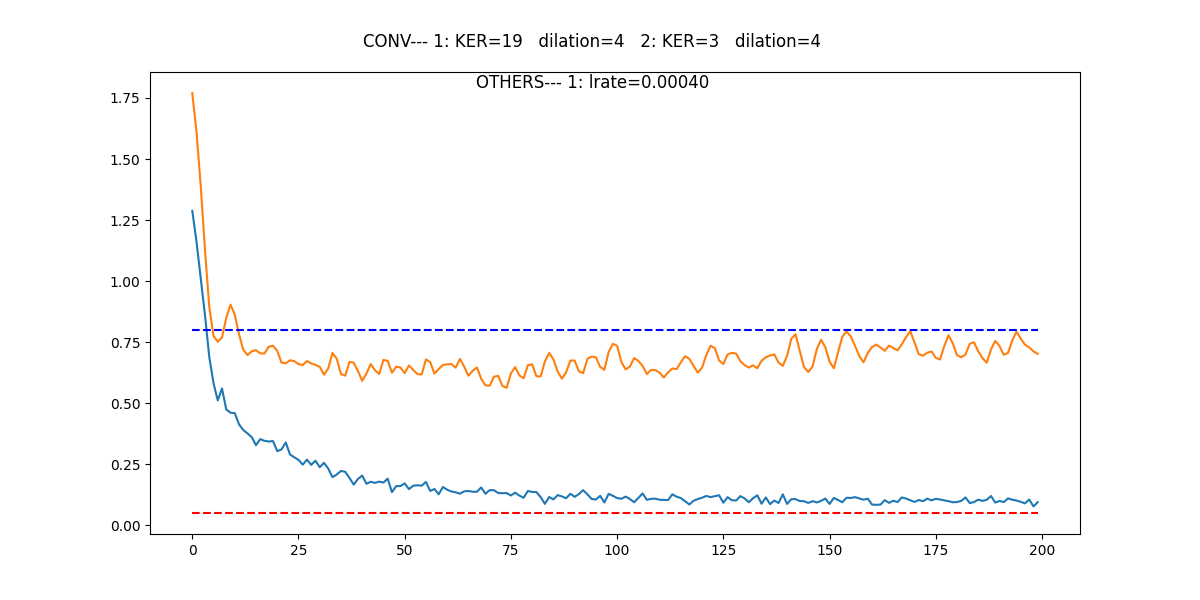 CONV--- 1: KER=19   dilation=4   2: KER=3   dilation=4
OTHERS--- 1: lrate=0.00040
1.75
1.50
1.25
1.00
0.75
0.50
0.25
0.00
0 25 50 75 100 125 150 175 200